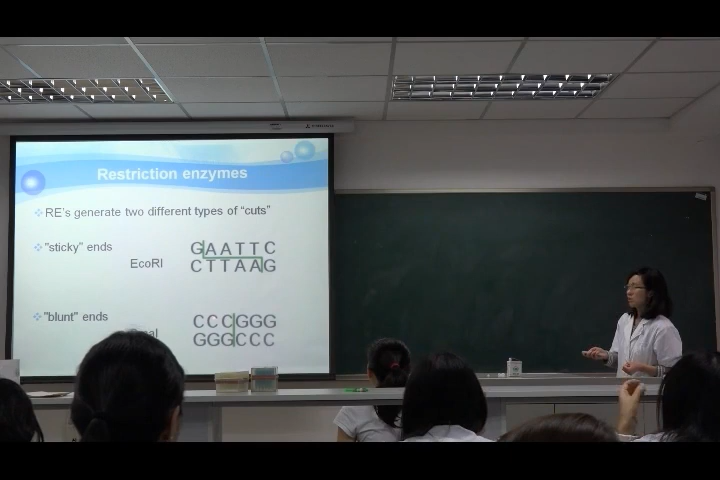 Restriction enzymes
RE's generate two different types of "cuts"
"sticky" ends
GAATTC
EcoRI
CTTAAG
"blunt" ends
CCCGGG
GGGCCC